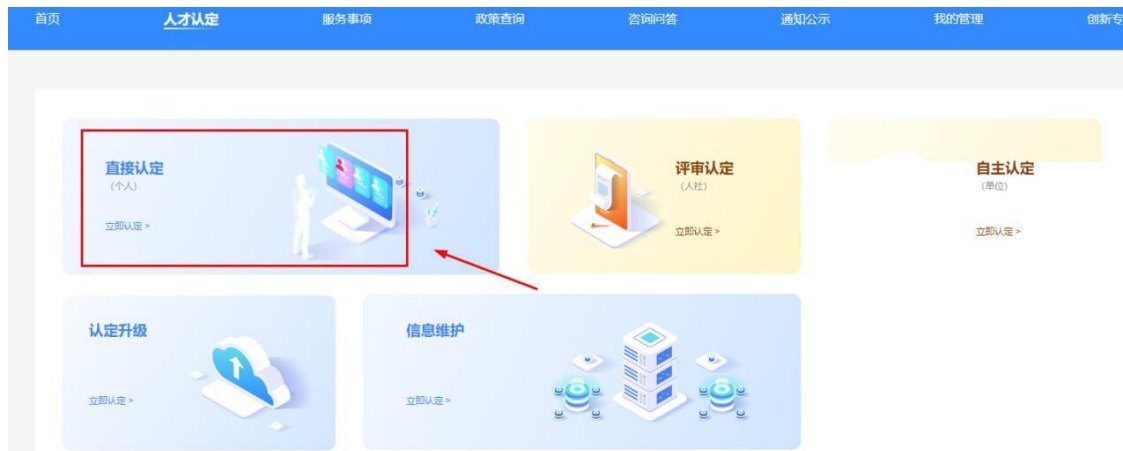 首页 人才认定 服务事项 政策查询 咨询问答 通知公示 我的管理 创新专
直接认定
(个人)
立即认定 >
评审认定
(人社)
立即认定 >
自主认定
(单位)
立即认定 >
认定升级
立即认定 >
信息维护
立即认定 >